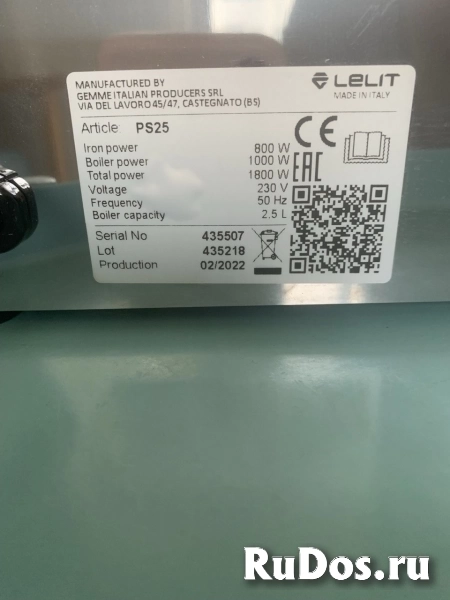 MANUFACTURED BY
GEMME ITALIAN PRODUCERS SRL
VIA DEL LAVORO 45/47, CASTEGNATO (BS)
LELIT
MADE IN ITALY
Article PS25
Iron power 800 W
Boiler power 1000 W
Total power 1800 W
Voltage 230 V
Frequency 50 Hz
Boiler capacity 2.5 L
CE
EAC
Serial No 435507
Lot 435218
Production 02/2022
RuDos.ru